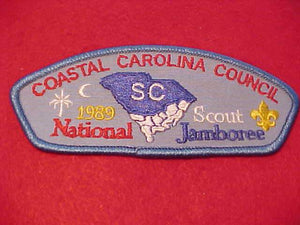 COASTAL CAROLINA COUNCIL
SC
1989 Scout
National Jamboree